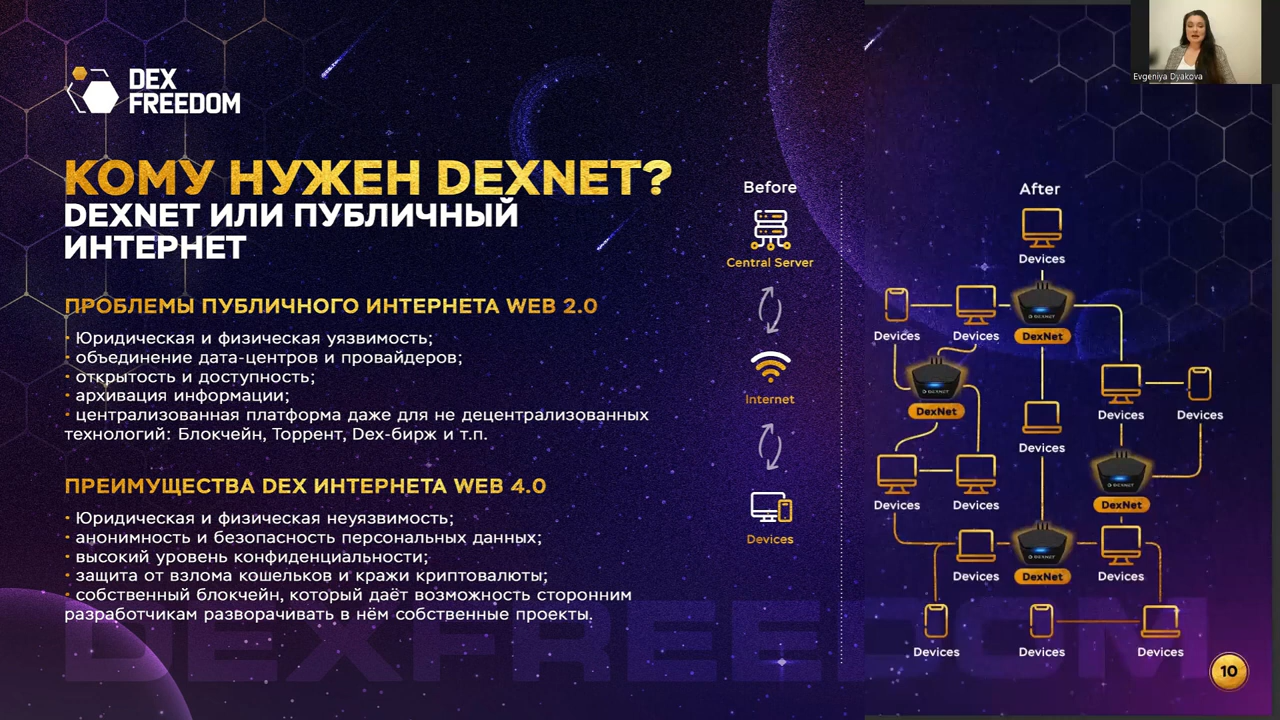 DEX
FREEDOM
Evgeniya Dyakova
КОМУ НУЖЕН DEXNET?
DEXNET ИЛИ ПУБЛИЧНЫЙ
ИНТЕРНЕТ
ПРОБЛЕМЫ ПУБЛИЧНОГО ИНТЕРНЕТА WEB 2.0
· Юридическая и физическая уязвимость;
· объединение дата-центров и провайдеров;
· открытость и доступность;
· архивация информации;
· централизованная платформа даже для не децентрализованных
технологий: Блокчейн, Торрент, Dex-бирж и т.п.
ПРЕИМУЩЕСТВА DEX ИНТЕРНЕТА WEB 4.0
· Юридическая и физическая неуязвимость;
· анонимность и безопасность персональных данных;
· высокий уровень конфиденциальности;
· защита от взлома кошельков и кражи криптовалюты;
· собственный блокчейн, который даёт возможность сторонним
разработчикам разворачивать в нём собственные проекты.
Before
Central Server
Internet
Devices
After
Devices
DEXNET
Devices
Devices
DexNet
DEXNET
DexNet
Devices
Devices
Devices
DEXNET
Devices
Devices
DexNet
DEXNET
Devices
DexNet
Devices
Devices
Devices
Devices
DEXFREEDOM
10